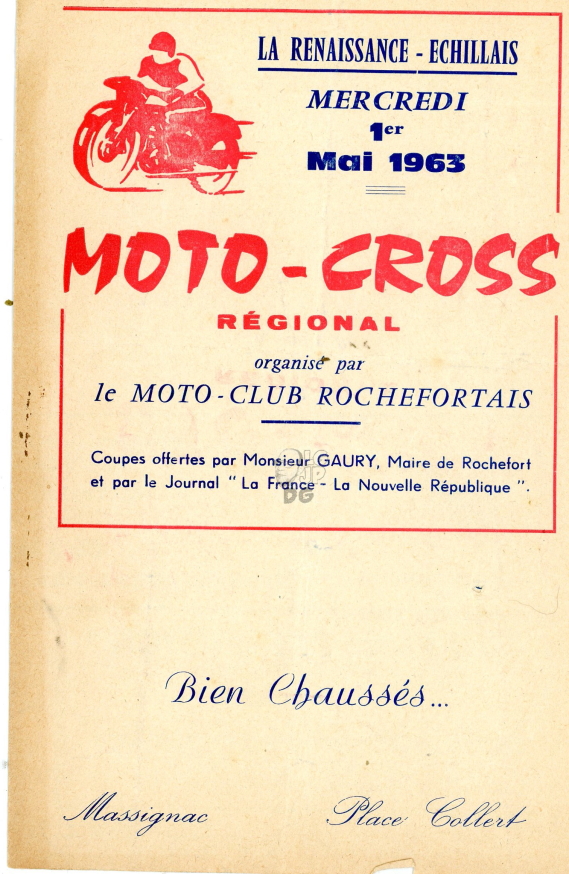 LA RENAISSANCE - ECHILLAIS
MERCREDI
1er
Mai 1963
MOTO-CROSS
RÉGIONAL
organisé par
le MOTO-CLUB ROCHEFORTAIS
Coupes offertes par Monsieur GAURY, Maire de Rochefort
et par le Journal " La France - La Nouvelle République ".
Bien Chaussés...
Massignac Place Collert